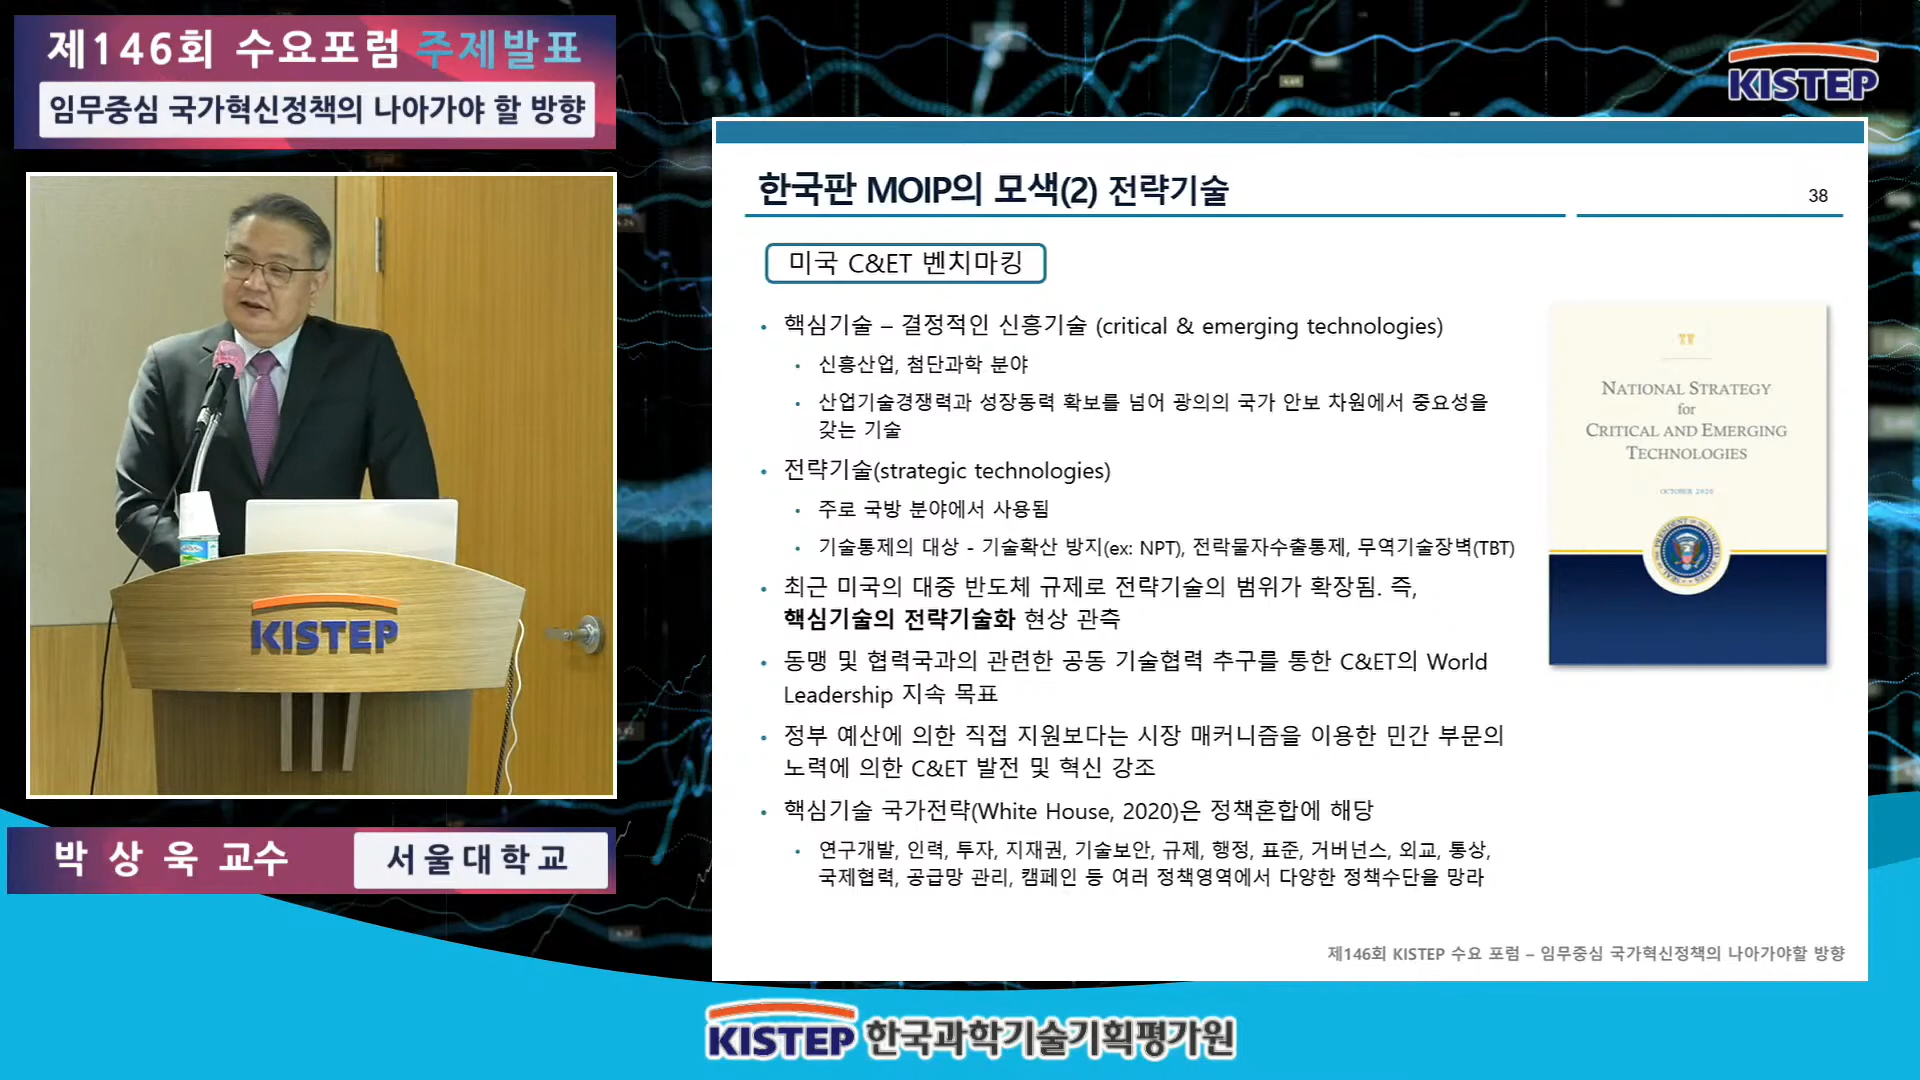 제146회 수요포럼 주제발표
임무중심 국가혁신정책의 나아가야 할 방향
KISTEP
한국판 MOIP의 모색(2) 전략기술
38
미국 C&ET 벤치마킹
• 핵심기술 – 결정적인 신흥기술 (critical & emerging technologies)
• 신흥산업, 첨단과학 분야
• 산업기술경쟁력과 성장동력 확보를 넘어 광의의 국가 안보 차원에서 중요성을
갖는 기술
• 전략기술(strategic technologies)
• 주로 국방 분야에서 사용됨
• 기술통제의 대상 - 기술확산 방지(ex: NPT), 전략물자수출통제, 무역기술장벽(TBT)
• 최근 미국의 대중 반도체 규제로 전략기술의 범위가 확장됨. 즉,
핵심기술의 전략기술화 현상 관측
• 동맹 및 협력국과의 관련한 공동 기술협력 추구를 통한 C&ET의 World
Leadership 지속 목표
• 정부 예산에 의한 직접 지원보다는 시장 매커니즘을 이용한 민간 부문의
노력에 의한 C&ET 발전 및 혁신 강조
• 핵심기술 국가전략(White House, 2020)은 정책혼합에 해당
• 연구개발, 인력, 투자, 지재권, 기술보안, 규제, 행정, 표준, 거버넌스, 외교, 통상,
국제협력, 공급망 관리, 캠페인 등 여러 정책영역에서 다양한 정책수단을 망라
NATIONAL STRATEGY
for
CRITICAL AND EMERGING
TECHNOLOGIES
OCTOBER 2020
제146회 KISTEP 수요 포럼 – 임무중심 국가혁신정책의 나아가야할 방향
KISTEP
박 상 욱 교수
서울대학교
KISTEP 한국과학기술기획평가원